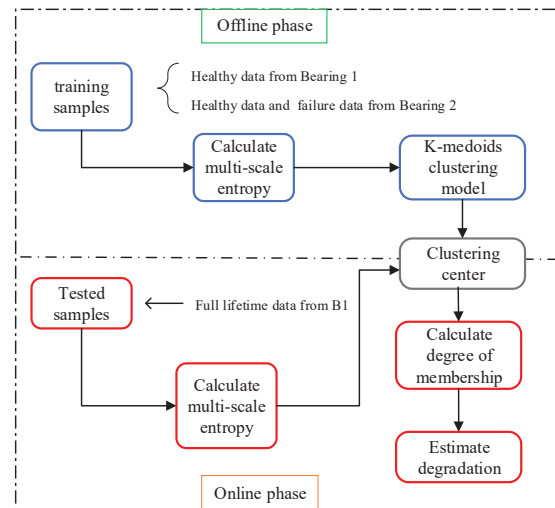 Offline phase
training
samples
Healthy data from Bearing 1
Healthy data and failure data from Bearing 2
Calculate
multi-scale
entropy
K-medoids
clustering
model
Clustering
center
Tested
samples
Full lifetime data from B1
Calculate
multi-scale
entropy
Calculate
degree of
membership
Estimate
degradation
Online phase